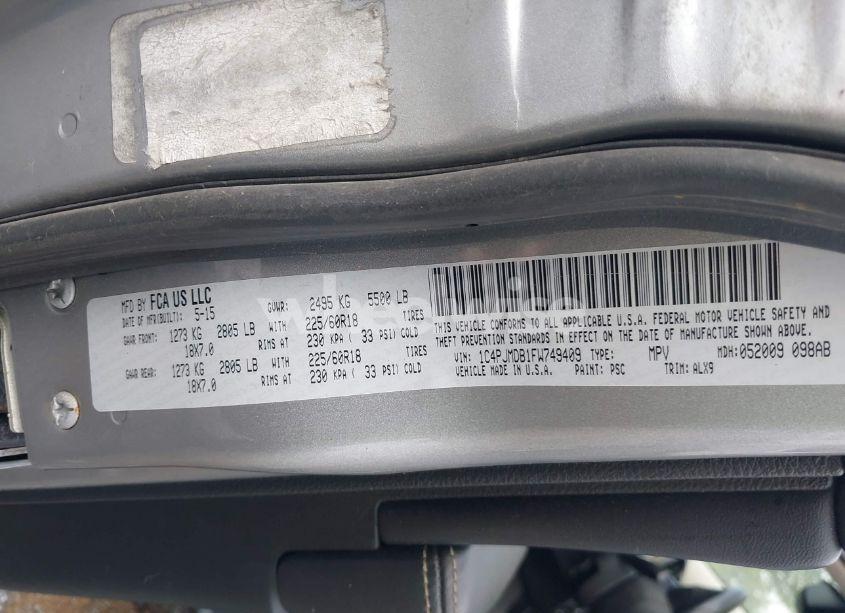 MFD BY FCA US LLC
DATE OF MFR(BUILT): 5-15 GVWR: 2495 KG 5500 LB
GAWR FRONT: 1273 KG 2805 LB WITH 225/60R18 TIRES
18X7.0 RIMS AT 230 KPA ( 33 PSI) COLD
GAWR REAR: 1273 KG 2805 LB WITH 225/60R18 TIRES
18X7.0 RIMS AT 230 KPA ( 33 PSI) COLD
THIS VEHICLE CONFORMS TO ALL APPLICABLE U.S.A. FEDERAL MOTOR VEHICLE SAFETY AND
THEFT PREVENTION STANDARDS IN EFFECT ON THE DATE OF MANUFACTURE SHOWN ABOVE.
VIN: 1C4PJMDB1FW749409 TYPE: MPV MDH: 052009 098AB
VEHICLE MADE IN U.S.A. PAINT: PSC TRIM: ALX9